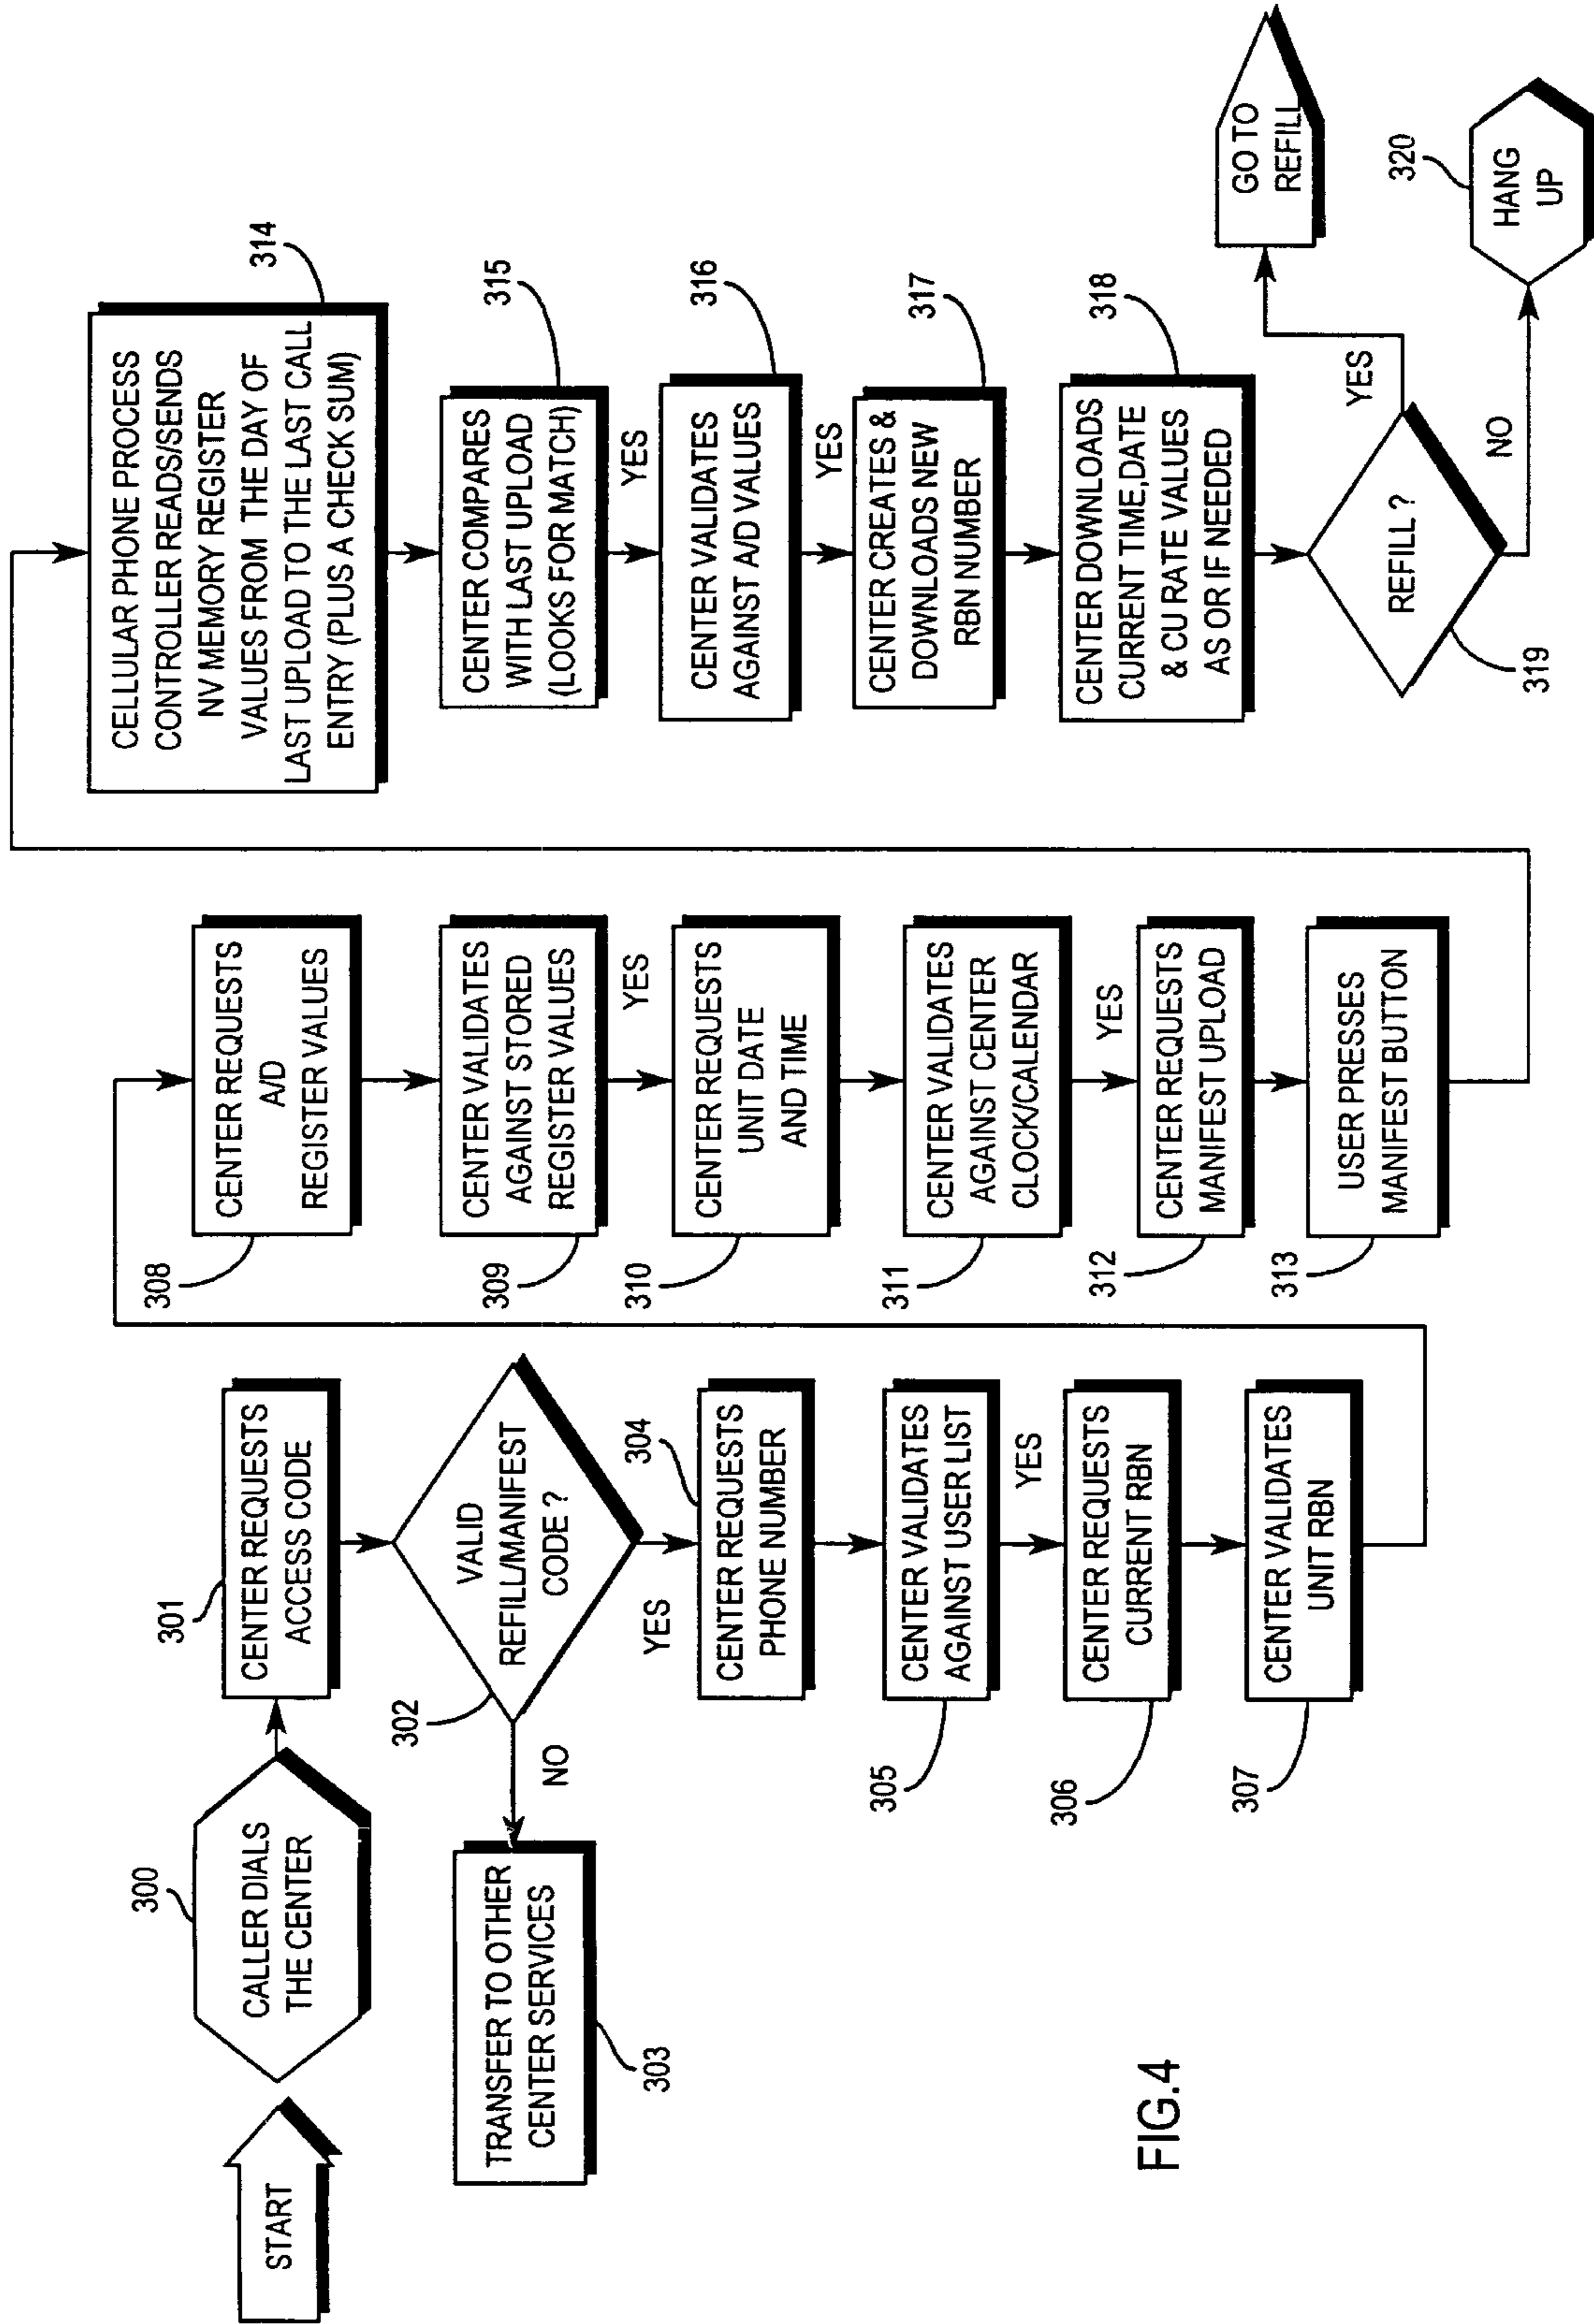 START
CALLER DIALS
THE CENTER
300
CENTER REQUESTS
ACCESS CODE
301
VALID
REFILL/MANIFEST
CODE ?
302
NO
TRANSFER TO OTHER
CENTER SERVICES
303
YES
CENTER REQUESTS
PHONE NUMBER
304
CENTER VALIDATES
AGAINST USER LIST
305
YES
CENTER REQUESTS
CURRENT RBN
306
CENTER VALIDATES
UNIT RBN
307
CENTER REQUESTS
A/D
REGISTER VALUES
308
CENTER VALIDATES
AGAINST STORED
REGISTER VALUES
309
YES
CENTER REQUESTS
UNIT DATE
AND TIME
310
CENTER VALIDATES
AGAINST CENTER
CLOCK/CALENDAR
311
YES
CENTER REQUESTS
MANIFEST UPLOAD
312
USER PRESSES
MANIFEST BUTTON
313
CELLULAR PHONE PROCESS
CONTROLLER READS/SENDS
NV MEMORY REGISTER
VALUES FROM THE DAY OF
LAST UPLOAD TO THE LAST CALL
ENTRY (PLUS A CHECK SUM)
314
CENTER COMPARES
WITH LAST UPLOAD
(LOOKS FOR MATCH)
315
YES
CENTER VALIDATES
AGAINST A/D VALUES
316
YES
CENTER CREATES &
DOWNLOADS NEW
RBN NUMBER
317
CENTER DOWNLOADS
CURRENT TIME,DATE
& CU RATE VALUES
AS OR IF NEEDED
318
REFILL ?
319
YES
GO TO
REFILL
NO
HANG
UP
320
FIG.4